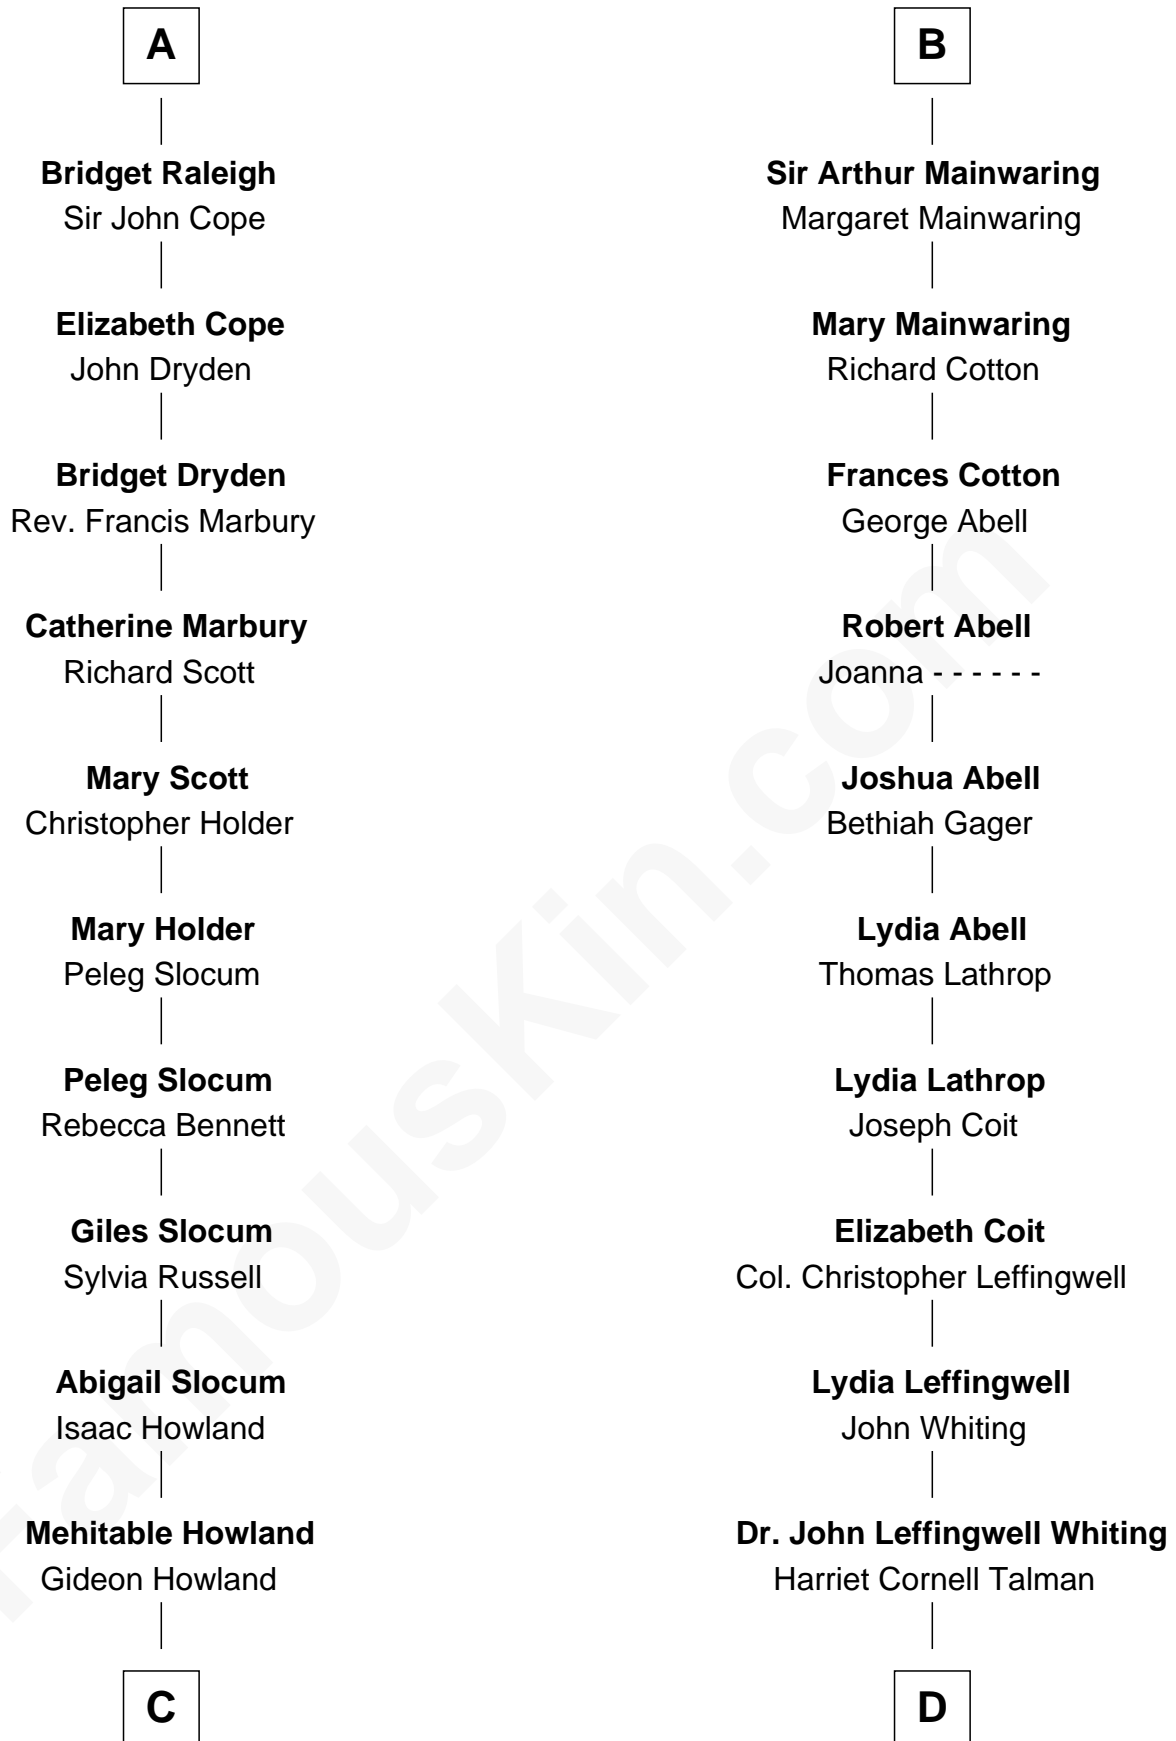 A
Bridget Raleigh
Sir John Cope
Elizabeth Cope
John Dryden
Bridget Dryden
Rev. Francis Marbury
Catherine Marbury
Richard Scott
Mary Scott
Christopher Holder
Mary Holder
Peleg Slocum
Peleg Slocum
Rebecca Bennett
Giles Slocum
Sylvia Russell
Abigail Slocum
Isaac Howland
Mehitable Howland
Gideon Howland
C
B
Sir Arthur Mainwaring
Margaret Mainwaring
Mary Mainwaring
Richard Cotton
Frances Cotton
George Abell
Robert Abell
Joanna - - - - - -
Joshua Abell
Bethiah Gager
Lydia Abell
Thomas Lathrop
Lydia Lathrop
Joseph Coit
Elizabeth Coit
Col. Christopher Leffingwell
Lydia Leffingwell
John Whiting
Dr. John Leffingwell Whiting
Harriet Cornell Talman
D
FamousKin.com